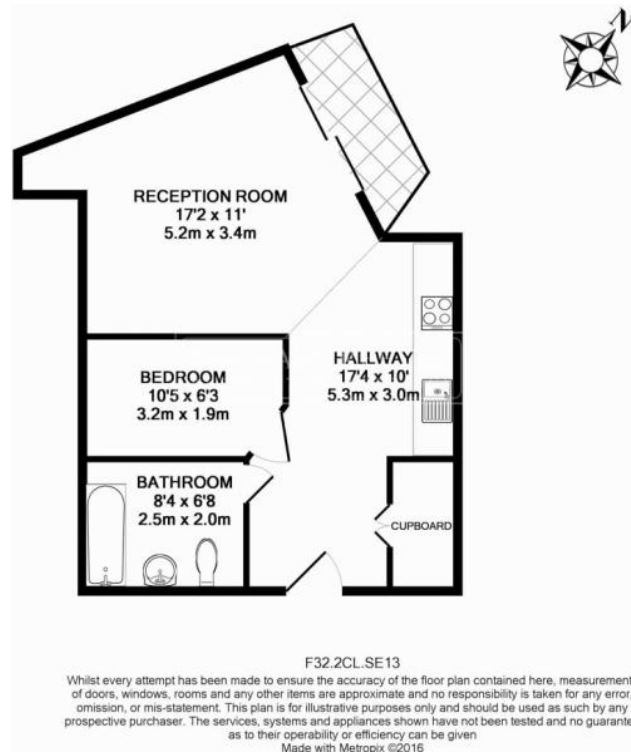 N
RECEPTION ROOM
17'2 x 11'
5.2m x 3.4m
HALLWAY
17'4 x 10'
5.3m x 3.0m
BEDROOM
10'5 x 6'3
3.2m x 1.9m
BATHROOM
8'4 x 6'8
2.5m x 2.0m
CUPBOARD
F32.2CL.SE13
Whilst every attempt has been made to ensure the accuracy of the floor plan contained here, measurement
of doors, windows, rooms and any other items are approximate and no responsibility is taken for any error,
omission, or mis-statement. This plan is for illustrative purposes only and should be used as such by any
prospective purchaser. The services, systems and appliances shown have not been tested and no guarante
as to their operability or efficiency can be given
Made with Metropix ©2016